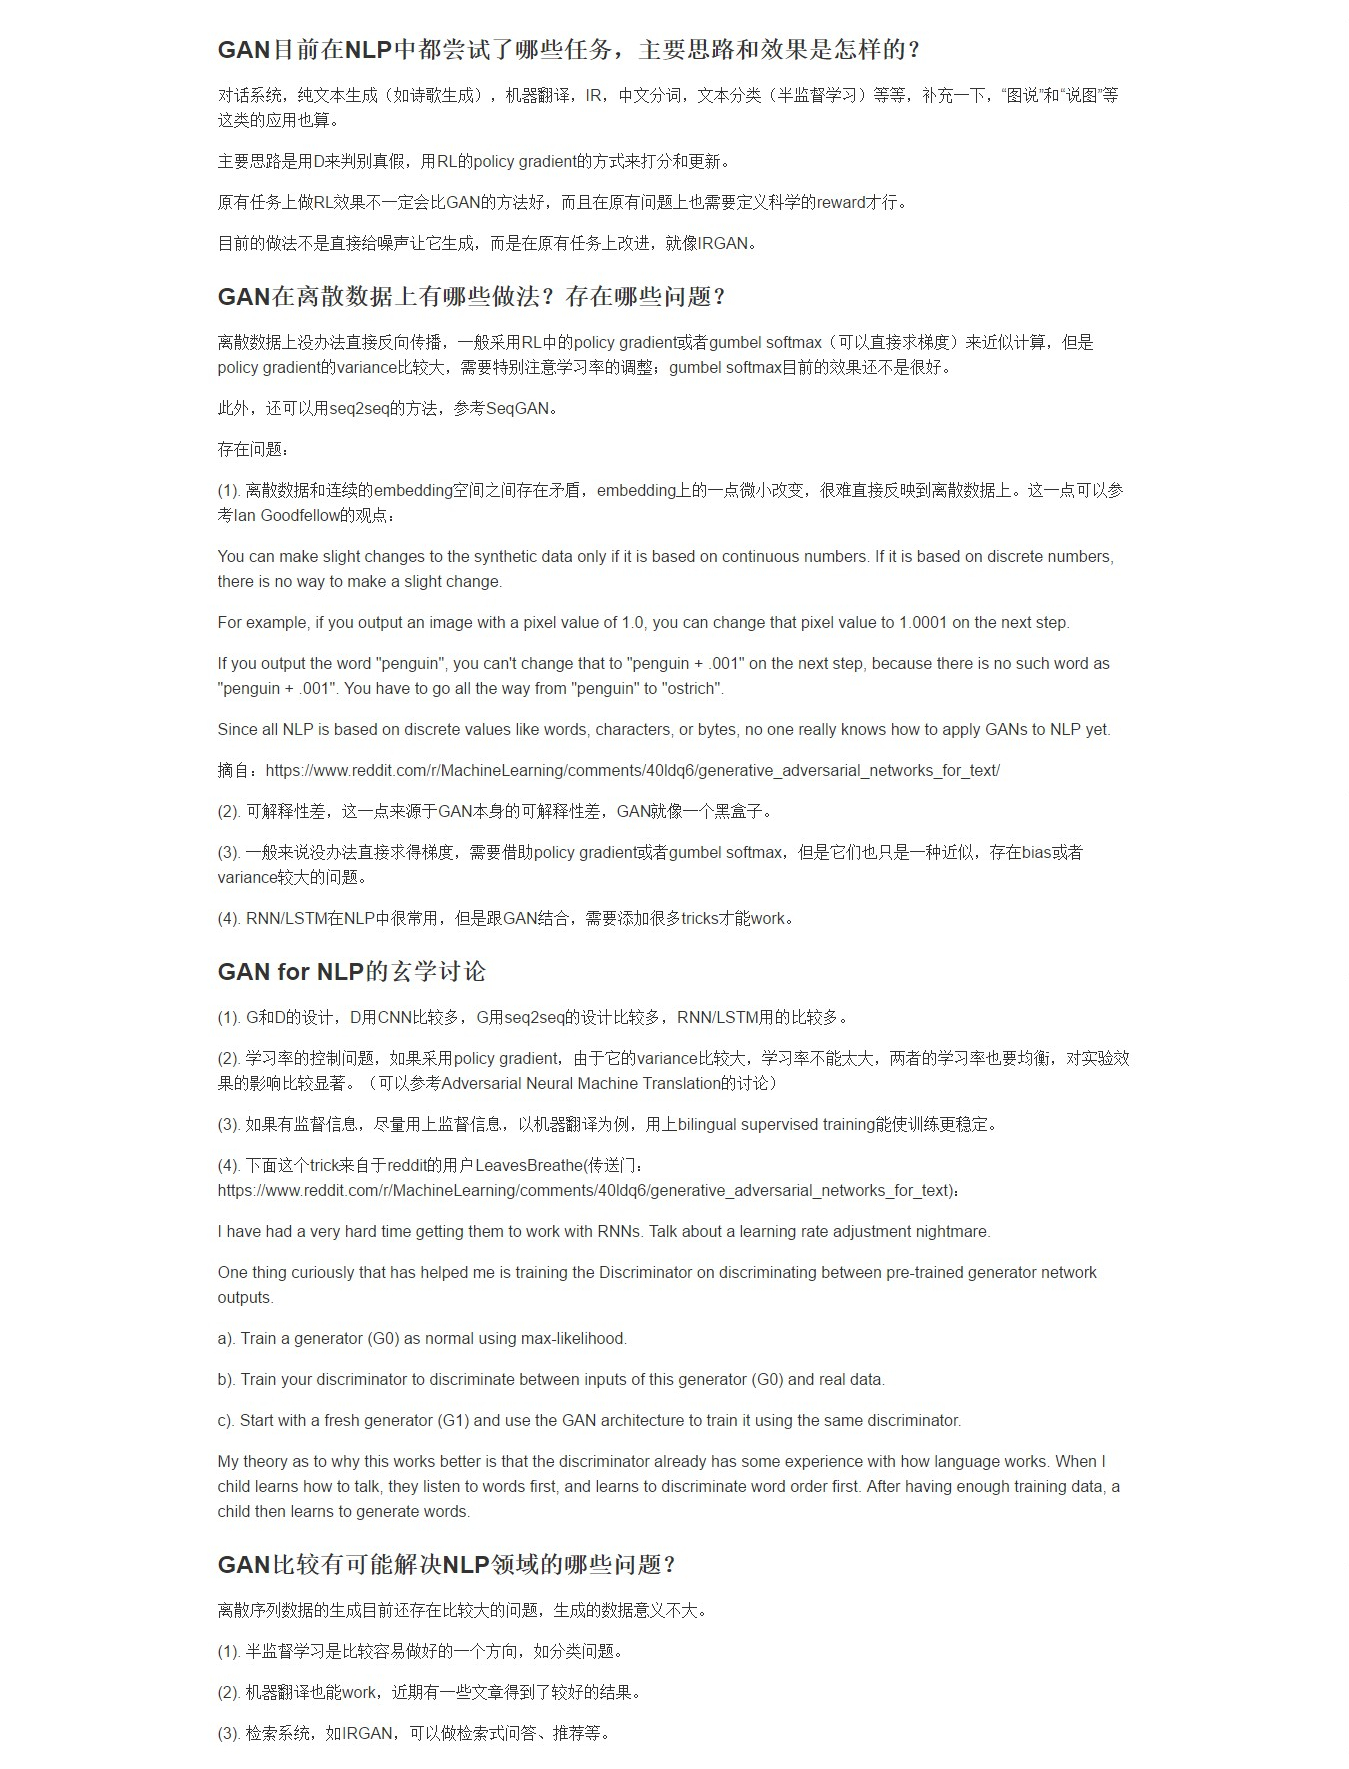 GAN目前在NLP中都尝试了哪些任务，主要思路和效果是怎样的？
对话系统，纯文本生成（如诗歌生成），机器翻译，IR，中文分词，文本分类（半监督学习）等等，补充一下，“图说”和“说图”等
这类的应用也算。
主要思路是用D来判别真假，用RL的policy gradient的方式来打分和更新。
原有任务上做RL效果不一定会比GAN的方法好，而且在原有问题上也需要定义科学的reward才行。
目前的做法不是直接给噪声让它生成，而是在原有任务上改进，就像IRGAN。
GAN在离散数据上有哪些做法？存在哪些问题？
离散数据上没办法直接反向传播，一般采用RL中的policy gradient或者gumbel softmax（可以直接求梯度）来近似计算，但是
policy gradient的variance比较大，需要特别注意学习率的调整；gumbel softmax目前的效果还不是很好。
此外，还可以用seq2seq的方法，参考SeqGAN。
存在问题：
(1). 离散数据和连续的embedding空间之间存在矛盾，embedding上的一点微小改变，很难直接反映到离散数据上。这一点可以参
考Ian Goodfellow的观点：
You can make slight changes to the synthetic data only if it is based on continuous numbers. If it is based on discrete numbers,
there is no way to make a slight change.
For example, if you output an image with a pixel value of 1.0, you can change that pixel value to 1.0001 on the next step.
If you output the word "penguin", you can't change that to "penguin + .001" on the next step, because there is no such word as
"penguin + .001". You have to go all the way from "penguin" to "ostrich".
Since all NLP is based on discrete values like words, characters, or bytes, no one really knows how to apply GANs to NLP yet.
摘自：https://www.reddit.com/r/MachineLearning/comments/40ldq6/generative_adversarial_networks_for_text/
(2). 可解释性差，这一点来源于GAN本身的可解释性差，GAN就像一个黑盒子。
(3). 一般来说没办法直接求得梯度，需要借助policy gradient或者gumbel softmax，但是它们也只是一种近似，存在bias或者
variance较大的问题。
(4). RNN/LSTM在NLP中很常用，但是跟GAN结合，需要添加很多tricks才能work。
GAN for NLP的玄学讨论
(1). G和D的设计，D用CNN比较多，G用seq2seq的设计比较多，RNN/LSTM用的比较多。
(2). 学习率的控制问题，如果采用policy gradient，由于它的variance比较大，学习率不能太大，两者的学习率也要均衡，对实验效
果的影响比较显著。（可以参考Adversarial Neural Machine Translation的讨论）
(3). 如果有监督信息，尽量用上监督信息，以机器翻译为例，用上bilingual supervised training能使训练更稳定。
(4). 下面这个trick来自于reddit的用户LeavesBreathe(传送门：
https://www.reddit.com/r/MachineLearning/comments/40ldq6/generative_adversarial_networks_for_text)：
I have had a very hard time getting them to work with RNNs. Talk about a learning rate adjustment nightmare.
One thing curiously that has helped me is training the Discriminator on discriminating between pre-trained generator network
outputs.
a). Train a generator (G0) as normal using max-likelihood.
b). Train your discriminator to discriminate between inputs of this generator (G0) and real data.
c). Start with a fresh generator (G1) and use the GAN architecture to train it using the same discriminator.
My theory as to why this works better is that the discriminator already has some experience with how language works. When I
child learns how to talk, they listen to words first, and learns to discriminate word order first. After having enough training data, a
child then learns to generate words.
GAN比较有可能解决NLP领域的哪些问题？
离散序列数据的生成目前还存在比较大的问题，生成的数据意义不大。
(1). 半监督学习是比较容易做好的一个方向，如分类问题。
(2). 机器翻译也能work，近期有一些文章得到了较好的结果。
(3). 检索系统，如IRGAN，可以做检索式问答、推荐等。